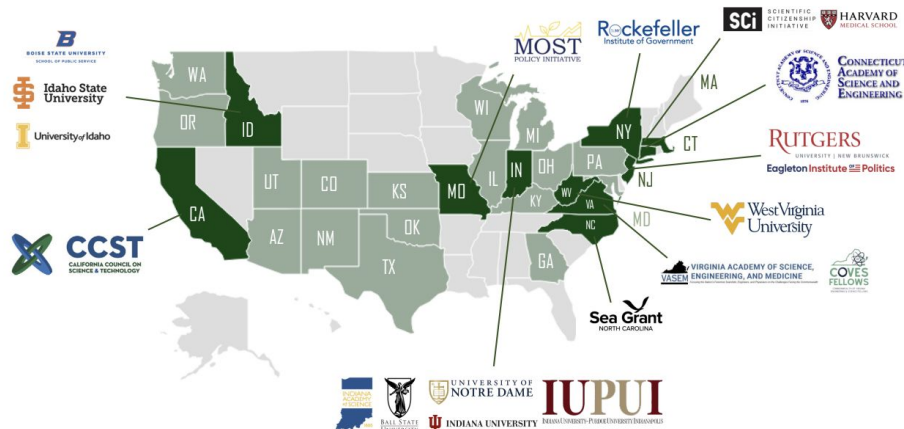 B
BOISE STATE UNIVERSITY
SCHOOL OF PUBLIC SERVICE
Idaho State
University
University of Idaho
CCST
CALIFORNIA COUNCIL ON
SCIENCE & TECHNOLOGY
MOST
POLICY INITIATIVE
Rockefeller
Institute of Government
SCi
SCIENTIFIC
CITIZENSHIP
INITIATIVE
HARVARD
MEDICAL SCHOOL
CONNECTICUT
ACADEMY OF
SCIENCE AND
ENGINEERING
RUTGERS
UNIVERSITY | NEW BRUNSWICK
Eagleton Institute Politics
West Virginia
University
VASEM
VIRGINIA ACADEMY OF SCIENCE,
ENGINEERING, AND MEDICINE
COVES
FELLOWS
Sea Grant
NORTH CAROLINA
INDIANA
ACADEMY
of SCIENCE
BALL STATE
UNIVERSITY OF
NOTRE DAME
INDIANA UNIVERSITY
IUPUI
INDIANA UNIVERSITY–PURDUE UNIVERSITY INDIANAPOLIS
WA
OR
ID
CA
UT
AZ
CO
NM
KS
OK
TX
MO
WI
IL
MI
IN
OH
KY
WV
VA
NC
GA
PA
NY
MA
CT
NJ
MD